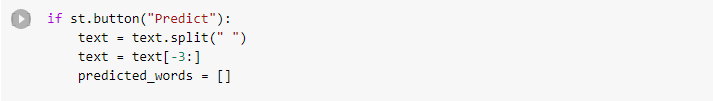 if st.button("Predict"):
    text = text.split(" ")
    text = text[-3:]
    predicted_words = []